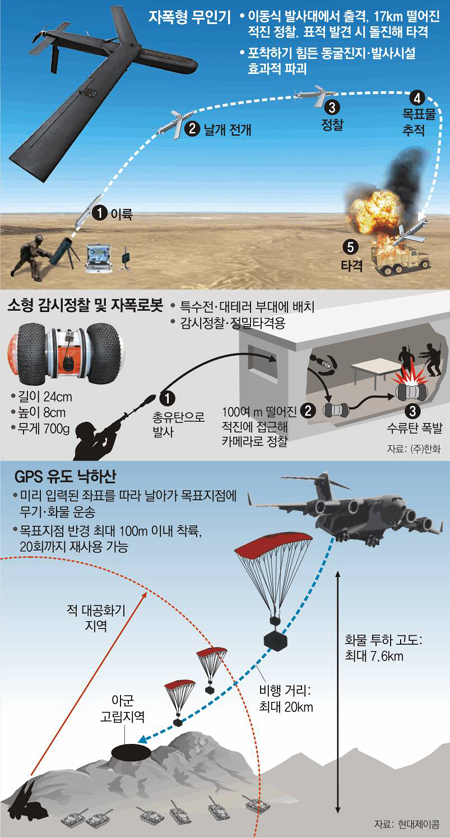 자폭형 무인기
• 이동식 발사대에서 출격, 17km 떨어진
적진 정찰, 표적 발견 시 돌진해 타격
• 포착하기 힘든 동굴진지·발사시설
효과적 파괴
❶ 이륙
❷ 날개 전개
❸
정찰
❹
목표물
추적
❺
타격
소형 감시정찰 및 자폭로봇
• 특수전·대테러 부대에 배치
• 감시정찰·정밀타격용
• 길이 24cm
• 높이 8cm
• 무게 700g
❶
총유탄으로
발사
❷
100여 m 떨어진
적진에 접근해
카메라로 정찰
❸
수류탄 폭발
자료: (주)한화
GPS 유도 낙하산
• 미리 입력된 좌표를 따라 날아가 목표지점에
무기·화물 운송
• 목표지점 반경 최대 100m 이내 착륙,
20회까지 재사용 가능
적 대공화기
지역
아군
고립지역
비행 거리:
최대 20km
화물 투하 고도:
최대 7.6km
자료: 현대제이콤